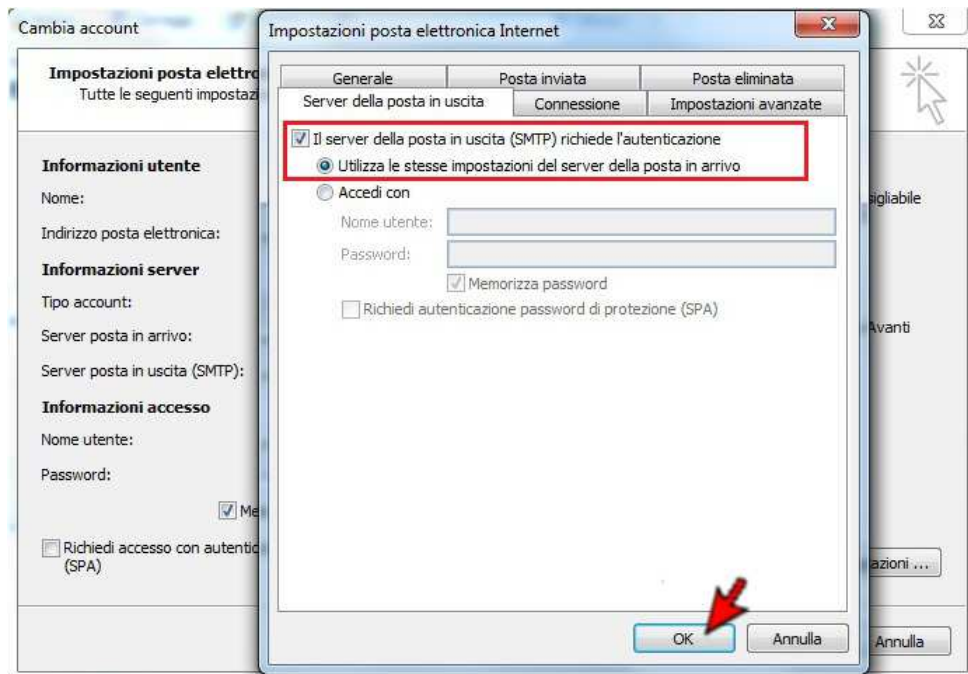 Cambia account
Impostazioni posta elettro
Tutte le seguenti impostazi
Informazioni utente
Nome:
Indirizzo posta elettronica:
Informazioni server
Tipo account:
Server posta in arrivo:
Server posta in uscita (SMTP):
Informazioni accesso
Nome utente:
Password:
Me
Richiedi accesso con autentic
(SPA)
Impostazioni posta elettronica Internet
Generale Posta inviata Posta eliminata
Server della posta in uscita Connessione Impostazioni avanzate
Il server della posta in uscita (SMTP) richiede l'autenticazione
Utilizza le stesse impostazioni del server della posta in arrivo
Accedi con
Nome utente:
Password:
Memorizza password
Richiedi autenticazione password di protezione (SPA)
OK Annulla
sigliabile
Avanti
azioni ...
Annulla